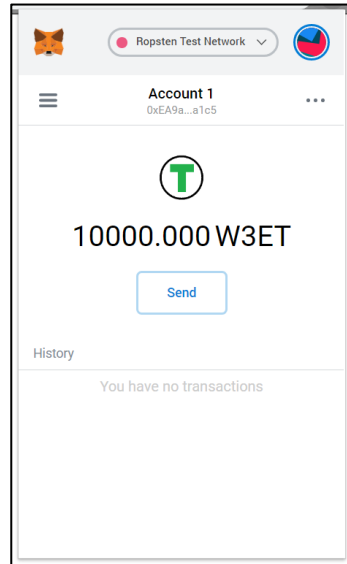 Ropsten Test Network
Account 1
0xEA9a...a1c5
T
10000.000 W3ET
Send
History
You have no transactions